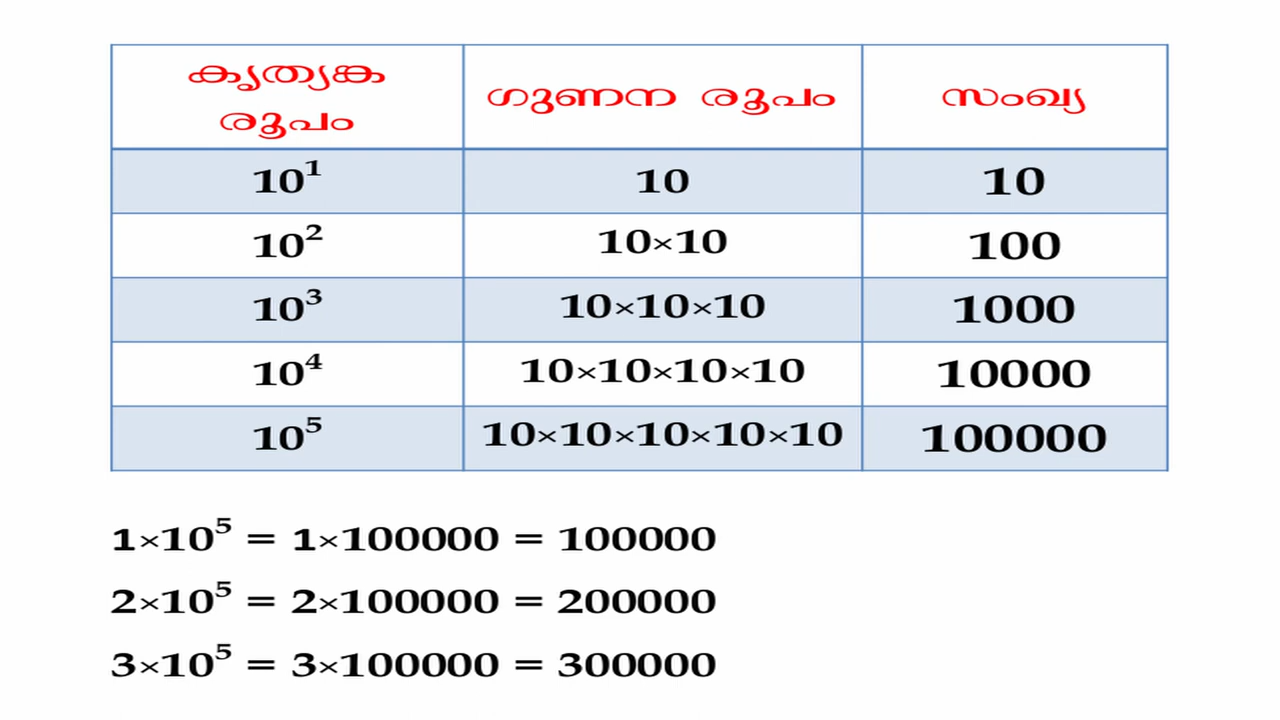 കൃത്യങ്ക രൂപം ഗുണന രൂപം സംഖ്യ
10¹ 10 10
10² 10×10 100
10³ 10×10×10 1000
10⁴ 10×10×10×10 10000
10⁵ 10×10×10×10×10 100000
1×10⁵ = 1×100000 = 100000
2×10⁵ = 2×100000 = 200000
3×10⁵ = 3×100000 = 300000